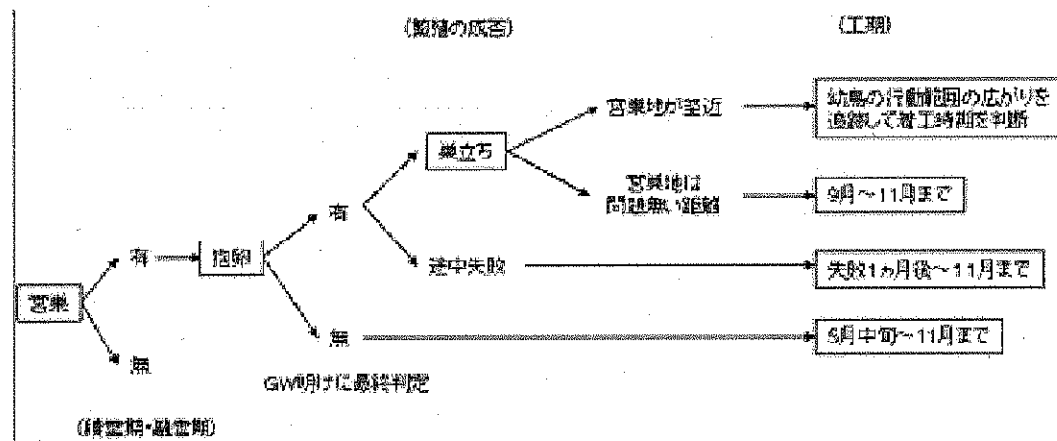 (繁殖の成否)
(工期)
営巣地が至近
幼鳥の行動範囲の広がりを
追跡して着工時期を判断
巣立ち
営巣地は
問題無い距離
9月～11月まで
有
有
抱卵
途中失敗
失敗1カ月後～11月まで
営巣
無
5月中旬～11月まで
無
GW明けに最終判定
(積雪期・融雪期)